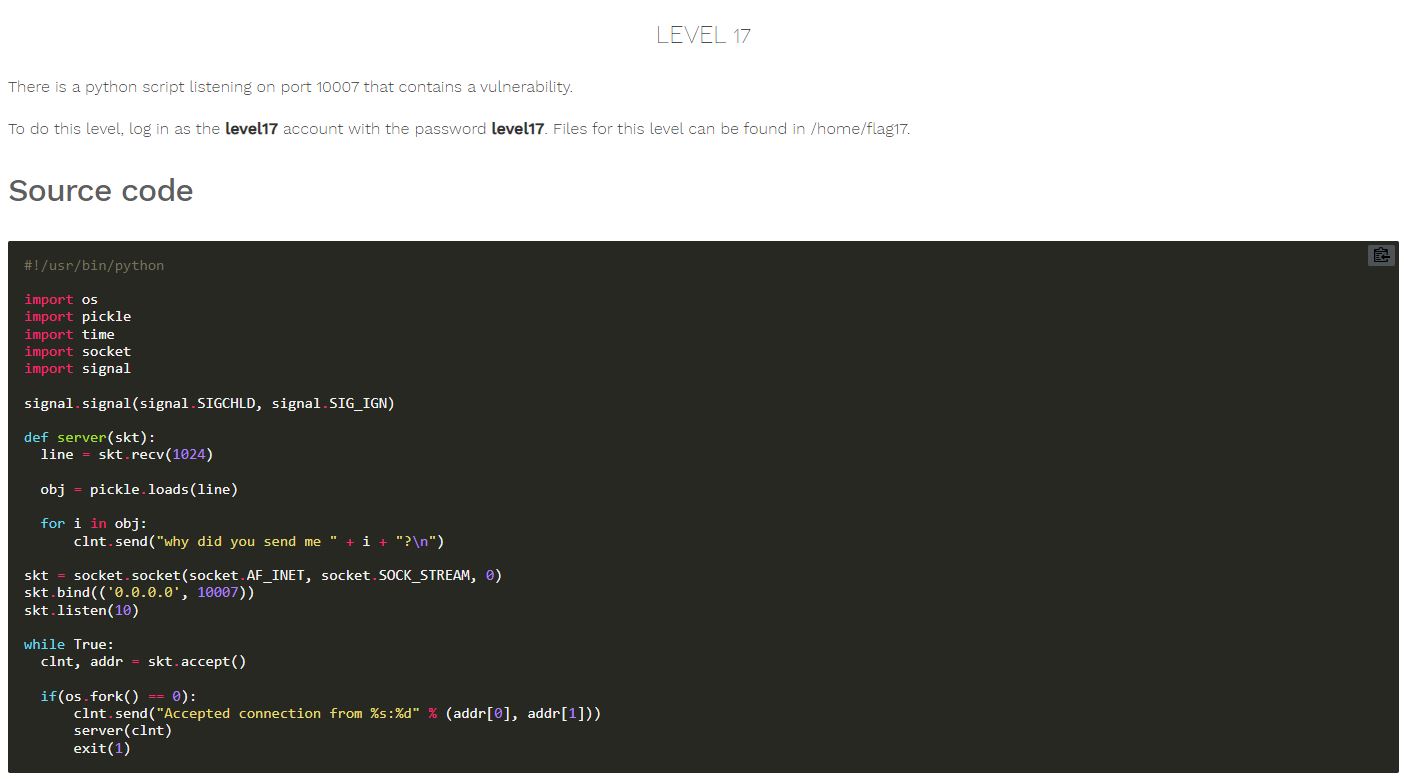 LEVEL 17
There is a python script listening on port 10007 that contains a vulnerability.
To do this level, log in as the level17 account with the password level17. Files for this level can be found in /home/flag17.
Source code
#!/usr/bin/python
import os
import pickle
import time
import socket
import signal
signal.signal(signal.SIGCHLD, signal.SIG_IGN)
def server(skt):
  line = skt.recv(1024)
  obj = pickle.loads(line)
  for i in obj:
      clnt.send("why did you send me " + i + "?\n")
skt = socket.socket(socket.AF_INET, socket.SOCK_STREAM, 0)
skt.bind(('0.0.0.0', 10007))
skt.listen(10)
while True:
  clnt, addr = skt.accept()
  if(os.fork() == 0):
      clnt.send("Accepted connection from %s:%d" % (addr[0], addr[1]))
      server(clnt)
      exit(1)